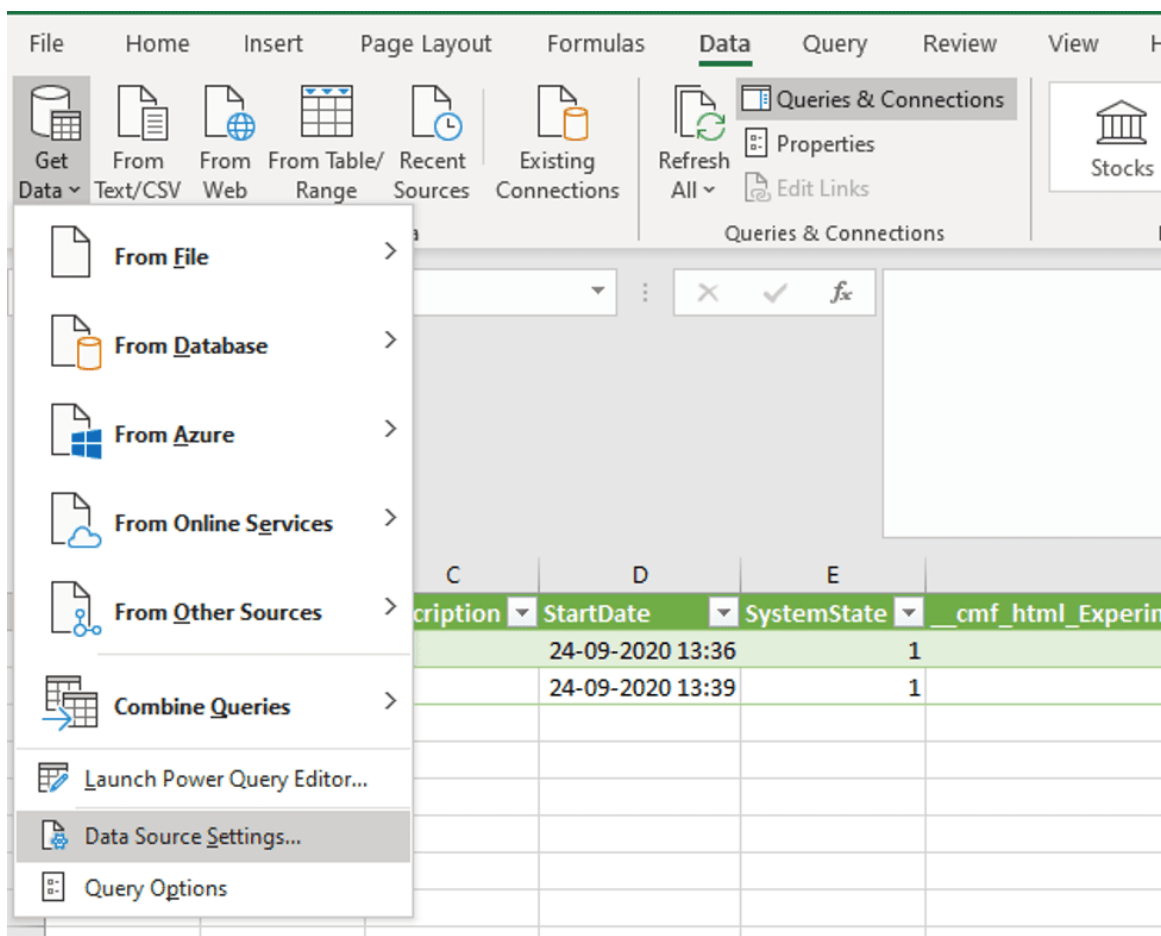 File Home Insert Page Layout Formulas Data Query Review View
Queries & Connections
Get From From From Table/ Recent Existing Refresh Properties Stocks
Data Text/CSV Web Range Sources Connections All Edit Links
Queries & Connections
From File
fx
From Database
From Azure
From Online Services
C D E
From Other Sources cription StartDate SystemState __cmf_html_Experin
24-09-2020 13:36 1
24-09-2020 13:39 1
Combine Queries
Launch Power Query Editor...
Data Source Settings...
Query Options